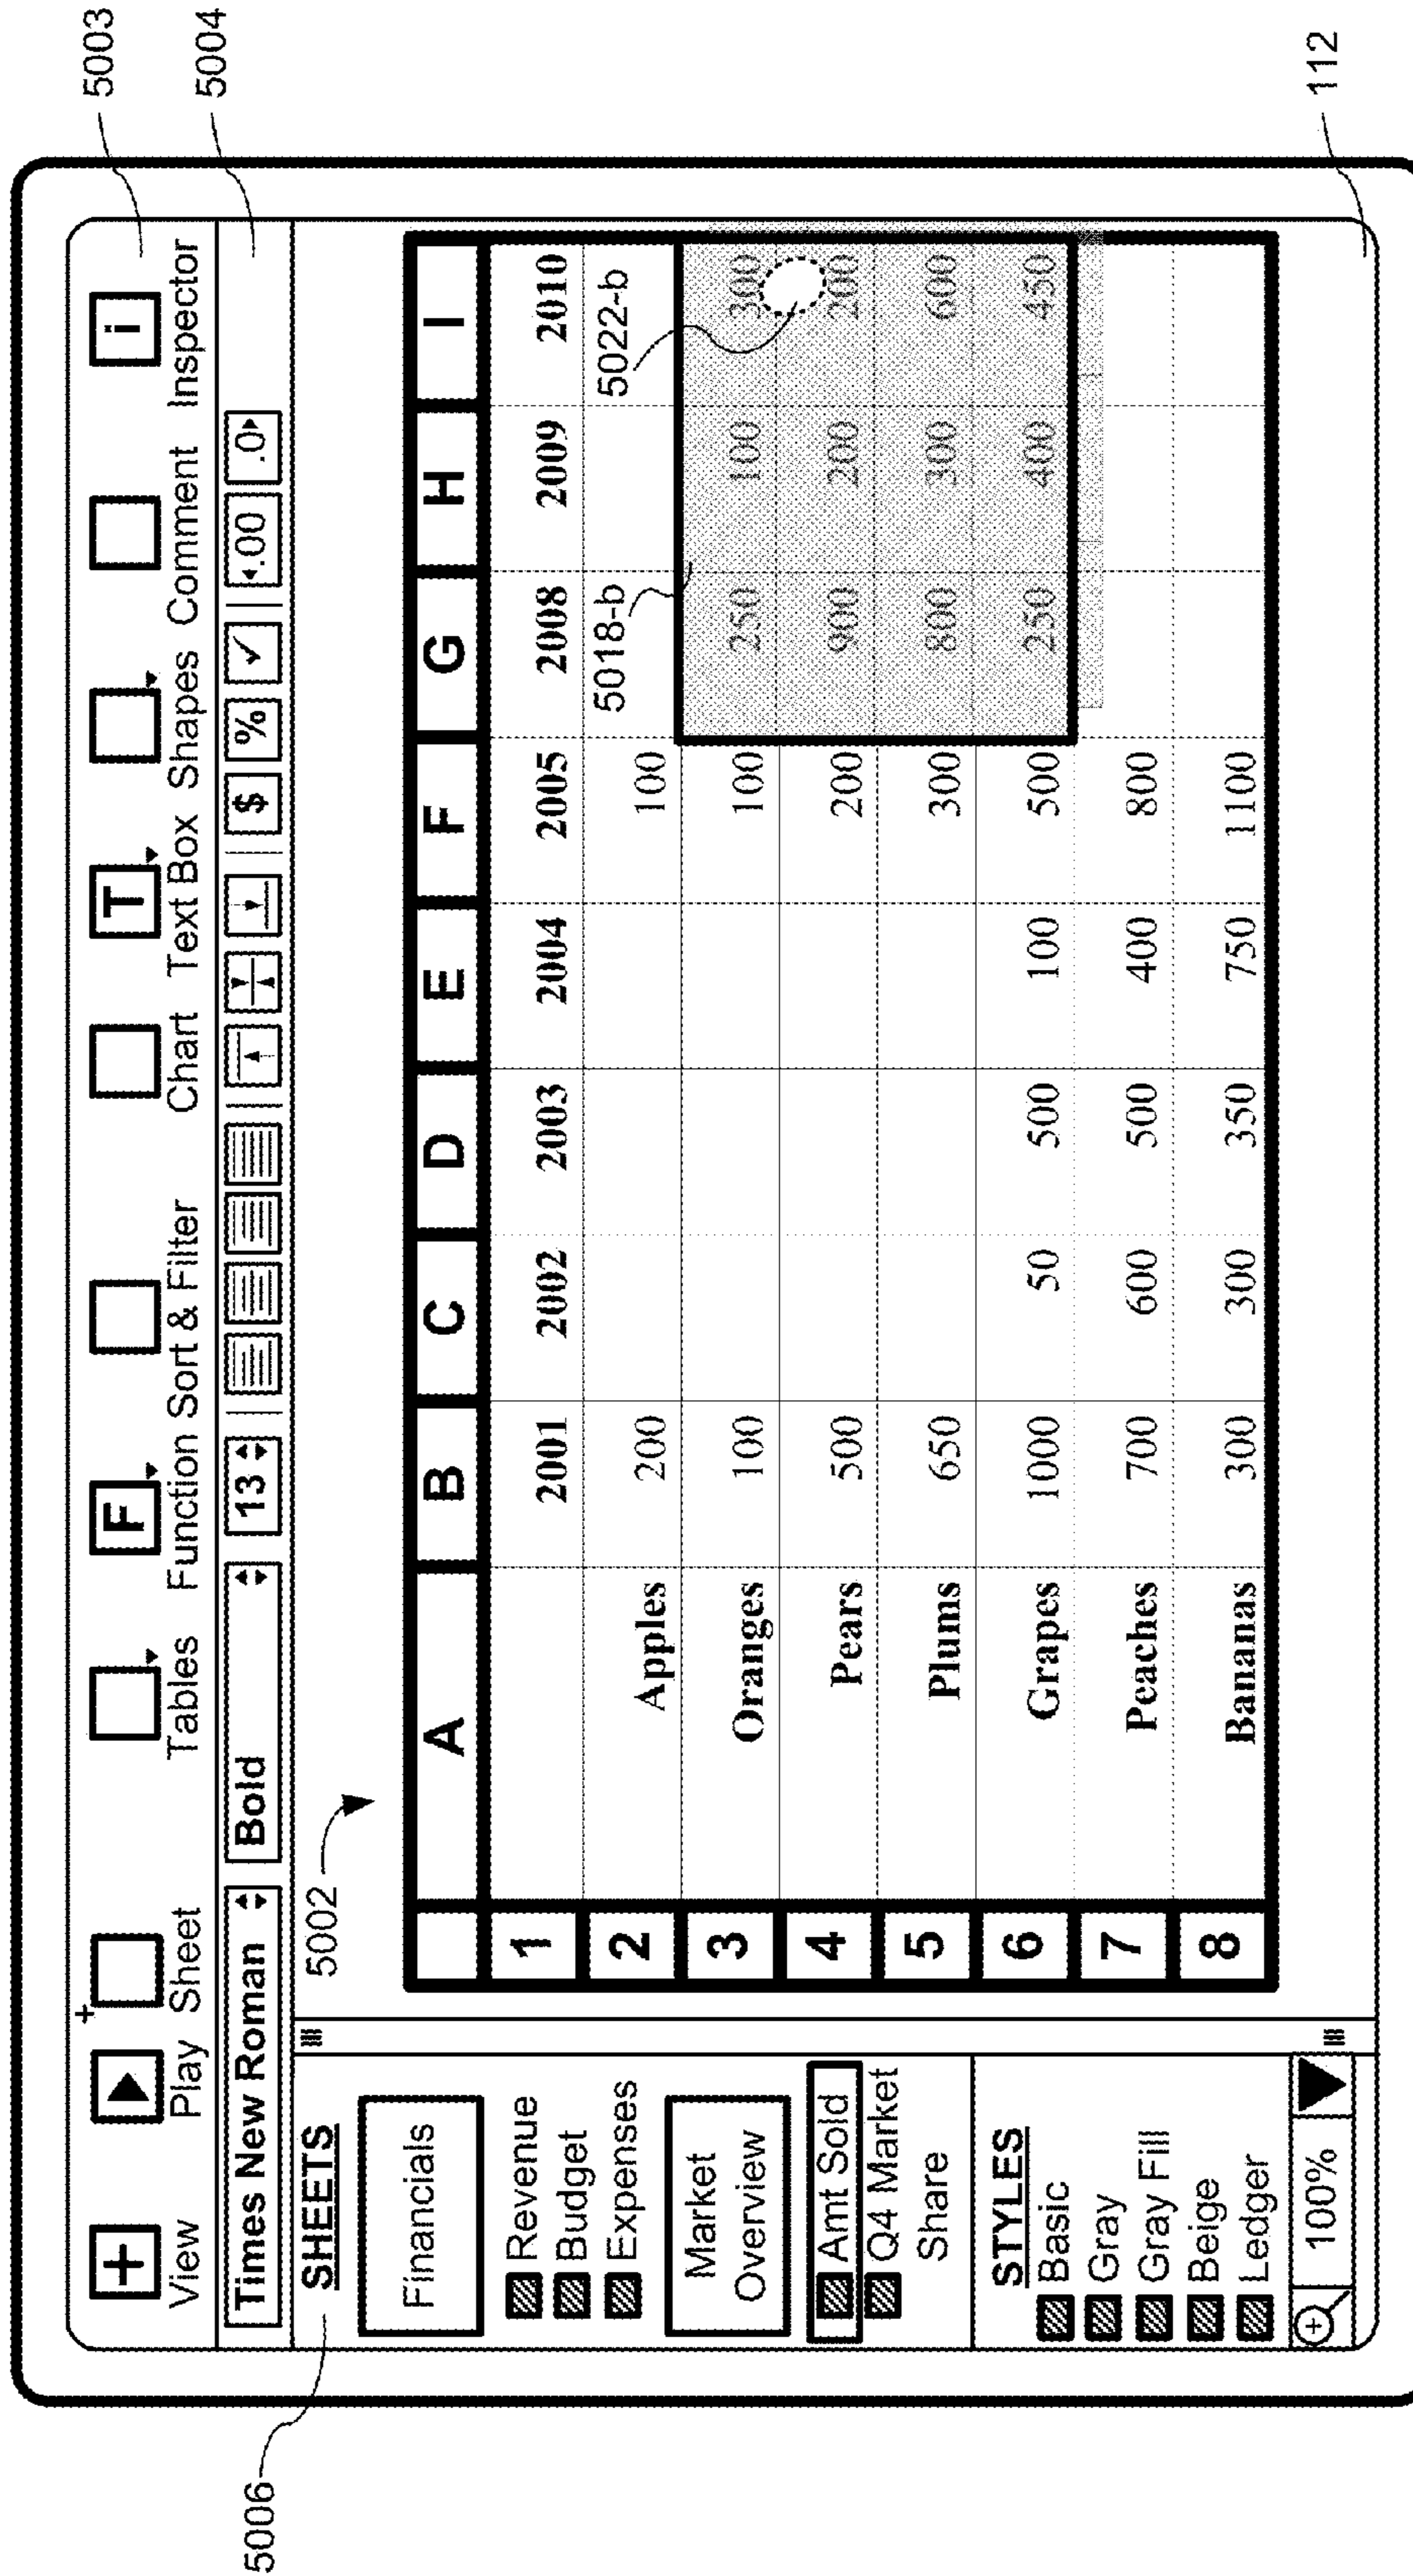 5003
5004
112
5006
View Play Sheet Tables Function Sort & Filter Chart Text Box Shapes Comment Inspector
+ F T i
Times New Roman Bold 13 $ % ✓ .00 .0
SHEETS
Financials
Revenue
Budget
Expenses
Market
Overview
Amt Sold
Q4 Market
Share
STYLES
Basic
Gray
Gray Fill
Beige
Ledger
100%
5002
A B C D E F G H I
1 2001 2002 2003 2004 2005 2008 2009 2010
2 Apples 200 100 5018-b 5022-b
3 Oranges 100 100 250 100 300
4 Pears 500 200 900 200 200
5 Plums 650 300 800 300 600
6 Grapes 1000 50 500 100 500 250 400 450
7 Peaches 700 600 500 400 800
8 Bananas 300 300 350 750 1100